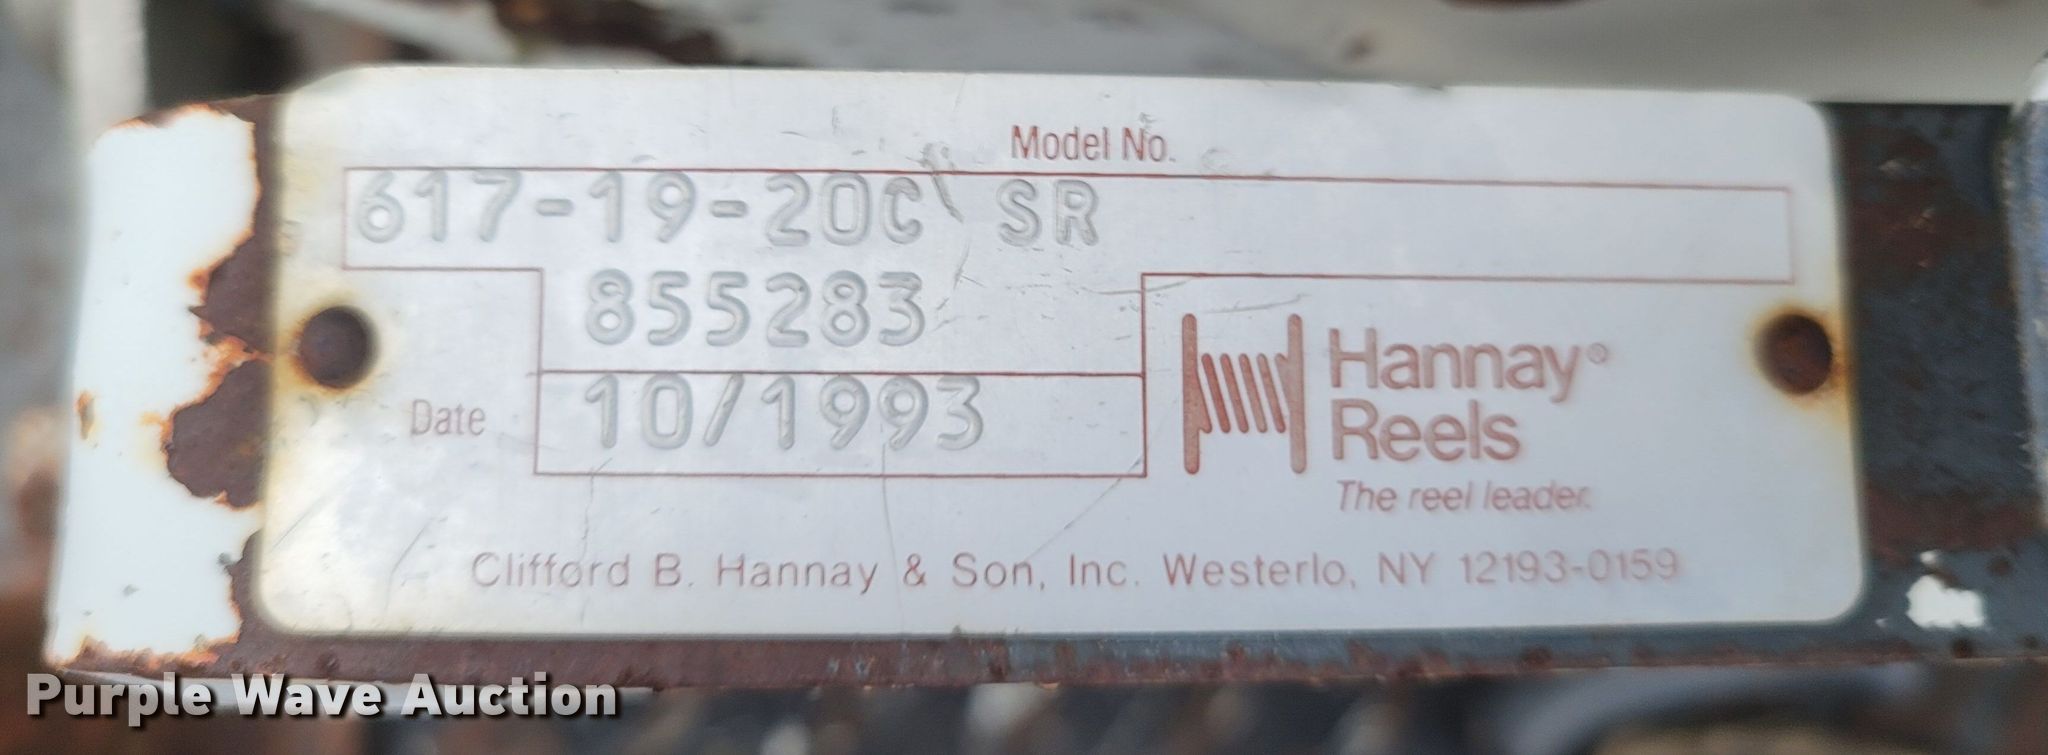 Model No.
617-19-20C SR
855283
Date 10/1993
Hannay®
Reels
The reel leader.
Clifford B. Hannay & Son, Inc. Westerlo, NY 12193-0159
Purple Wave Auction